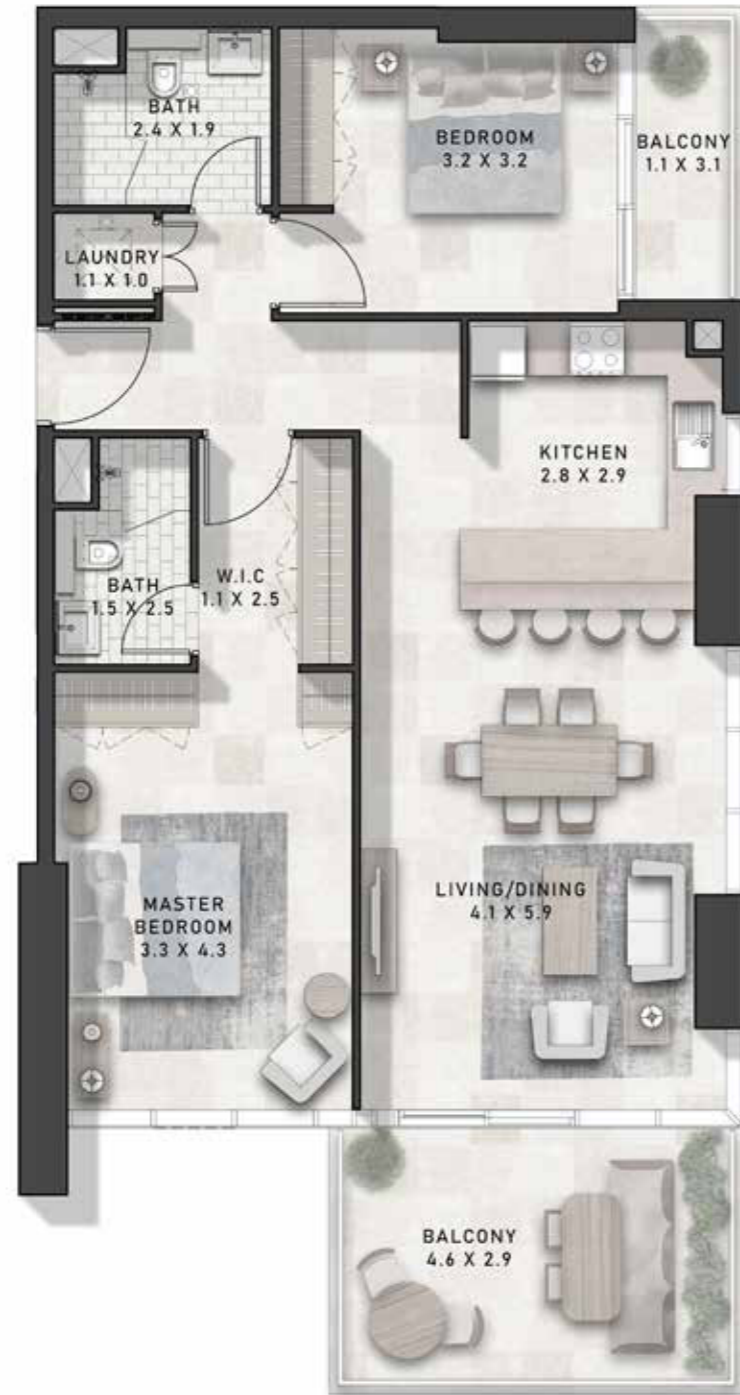 BATH
2.4 X 1.9
BEDROOM
3.2 X 3.2
BALCONY
1.1 X 3.1
LAUNDRY
1.1 X 1.0
KITCHEN
2.8 X 2.9
BATH
1.5 X 2.5
W.I.C
1.1 X 2.5
MASTER
BEDROOM
3.3 X 4.3
LIVING/DINING
4.1 X 5.9
BALCONY
4.6 X 2.9